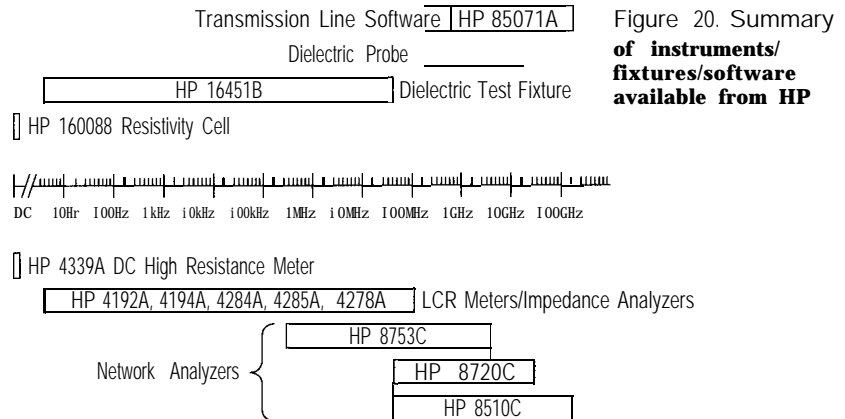 Transmission Line Software HP 85071A
Figure 20. Summary
of instruments/
fixtures/software
available from HP
Dielectric Probe
HP 16451B Dielectric Test Fixture
HP 160088 Resistivity Cell
DC 10Hr I00Hz 1kHz i0kHz i00kHz 1MHz i0MHz I00MHz 1GHz 10GHz I00GHz
HP 4339A DC High Resistance Meter
HP 4192A, 4194A, 4284A, 4285A, 4278A LCR Meters/Impedance Analyzers
HP 8753C
Network Analyzers
HP 8720C
HP 8510C